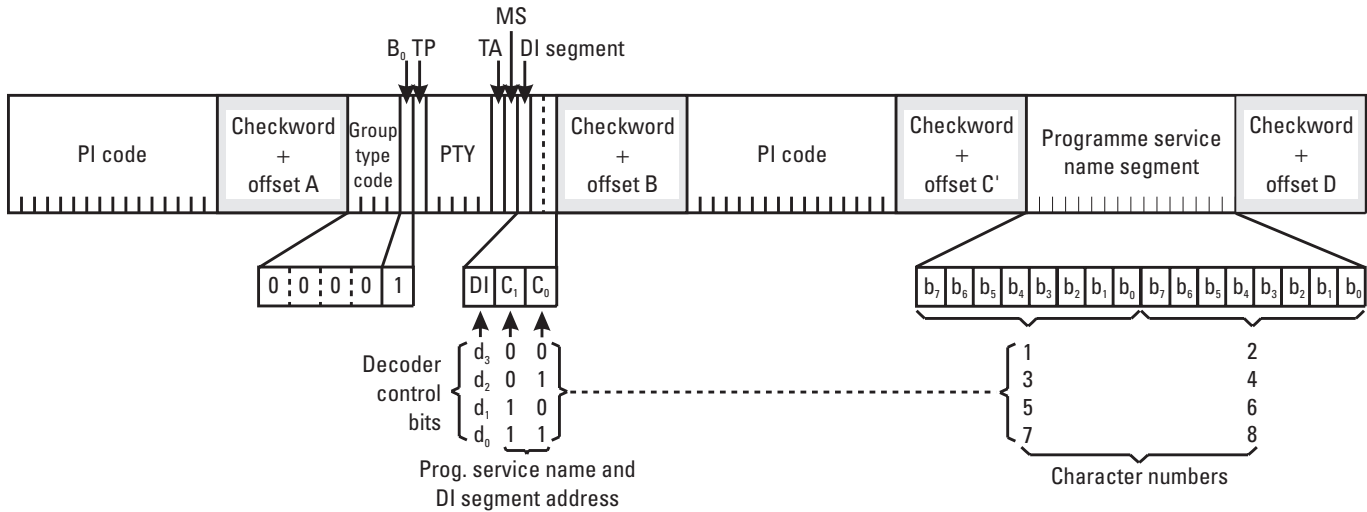 MS
B₀ TP TA DI segment
PI code
Checkword
+
offset A
Group
type
code
PTY
Checkword
+
offset B
PI code
Checkword
+
offset C'
Programme service
name segment
Checkword
+
offset D
0 0 0 0 1
DI C₁ C₀
b₇ b₆ b₅ b₄ b₃ b₂ b₁ b₀ b₇ b₆ b₅ b₄ b₃ b₂ b₁ b₀
Decoder
control
bits
d₃ 0 0
d₂ 0 1
d₁ 1 0
d₀ 1 1
1 2
3 4
5 6
7 8
Prog. service name and
DI segment address
Character numbers